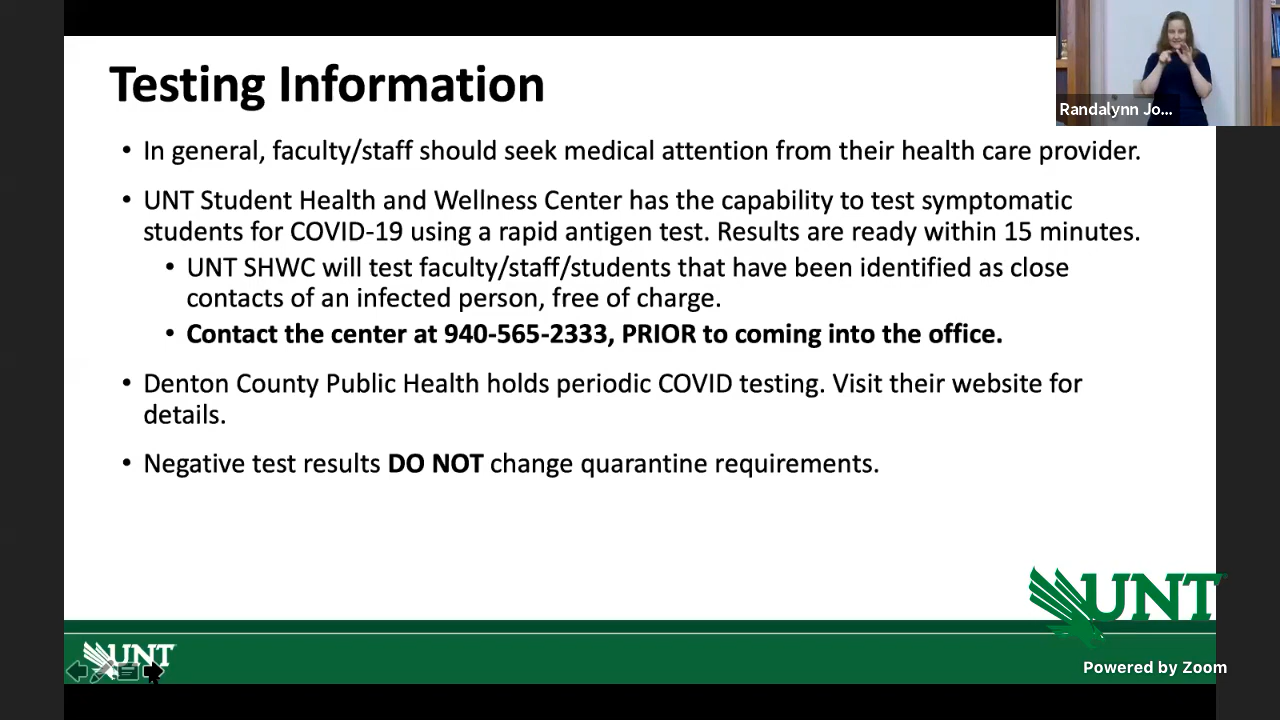 Testing Information
Randalynn Jo...
• In general, faculty/staff should seek medical attention from their health care provider.
• UNT Student Health and Wellness Center has the capability to test symptomatic
students for COVID-19 using a rapid antigen test. Results are ready within 15 minutes.
• UNT SHWC will test faculty/staff/students that have been identified as close
contacts of an infected person, free of charge.
• Contact the center at 940-565-2333, PRIOR to coming into the office.
• Denton County Public Health holds periodic COVID testing. Visit their website for
details.
• Negative test results DO NOT change quarantine requirements.
UNT
UNT
Powered by Zoom